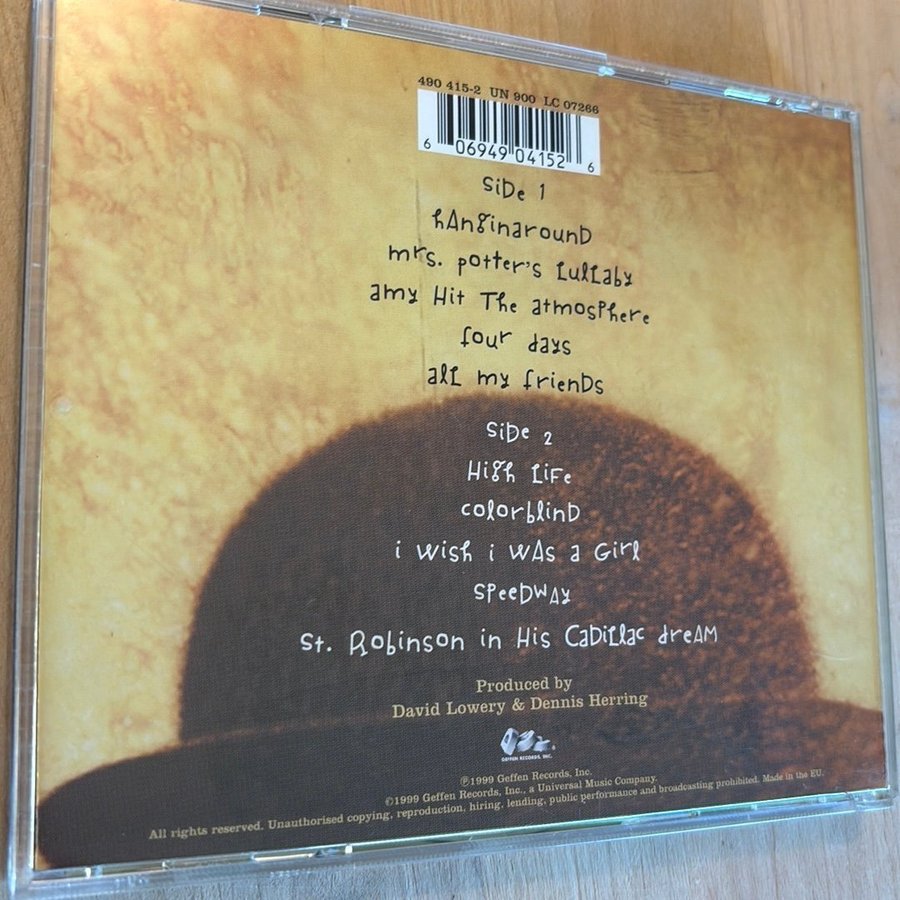 490 415-2 UN 900 LC 07266
6 06949 04152 6
SiDe 1
hAnginarounD
mrs. potter's LulLaby
amy Hit The atmosPhere
four days
alL my frienDs
SiDe 2
HigH LiFe
colorblinD
i wish i wAs a Girl
SPeeDwAy
St. Robinson in His CaDiLlac dreAM
Produced by
David Lowery & Dennis Herring
GEFFEN RECORDS, INC.
℗1999 Geffen Records, Inc.
©1999 Geffen Records, Inc., a Universal Music Company.
All rights reserved. Unauthorised copying, reproduction, hiring, lending, public performance and broadcasting prohibited. Made in the EU.